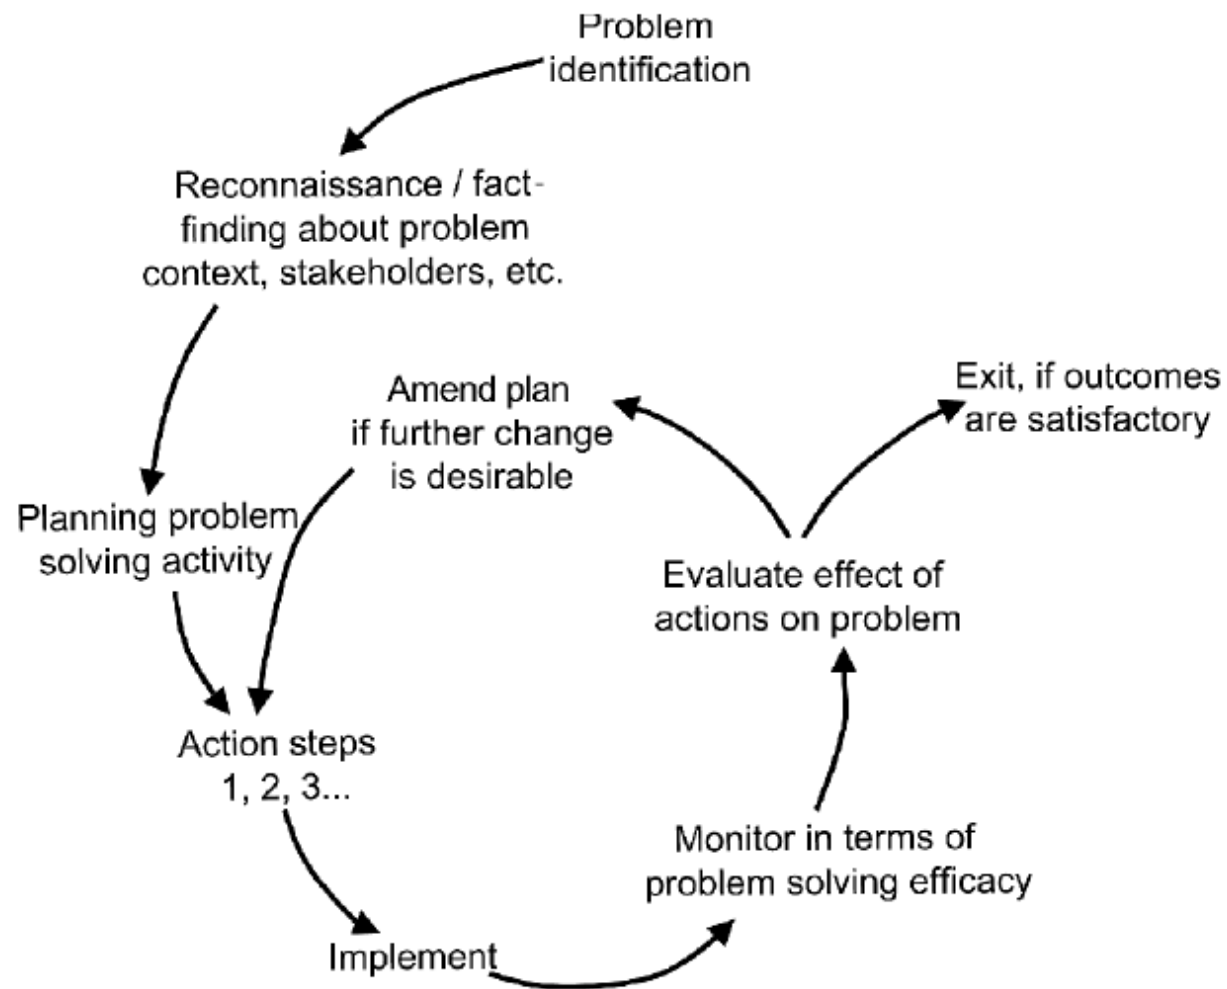 Problem
identification
Reconnaissance / fact-
finding about problem
context, stakeholders, etc.
Amend plan
if further change
is desirable
Exit, if outcomes
are satisfactory
Planning problem
solving activity
Evaluate effect of
actions on problem
Action steps
1, 2, 3...
Monitor in terms of
problem solving efficacy
Implement